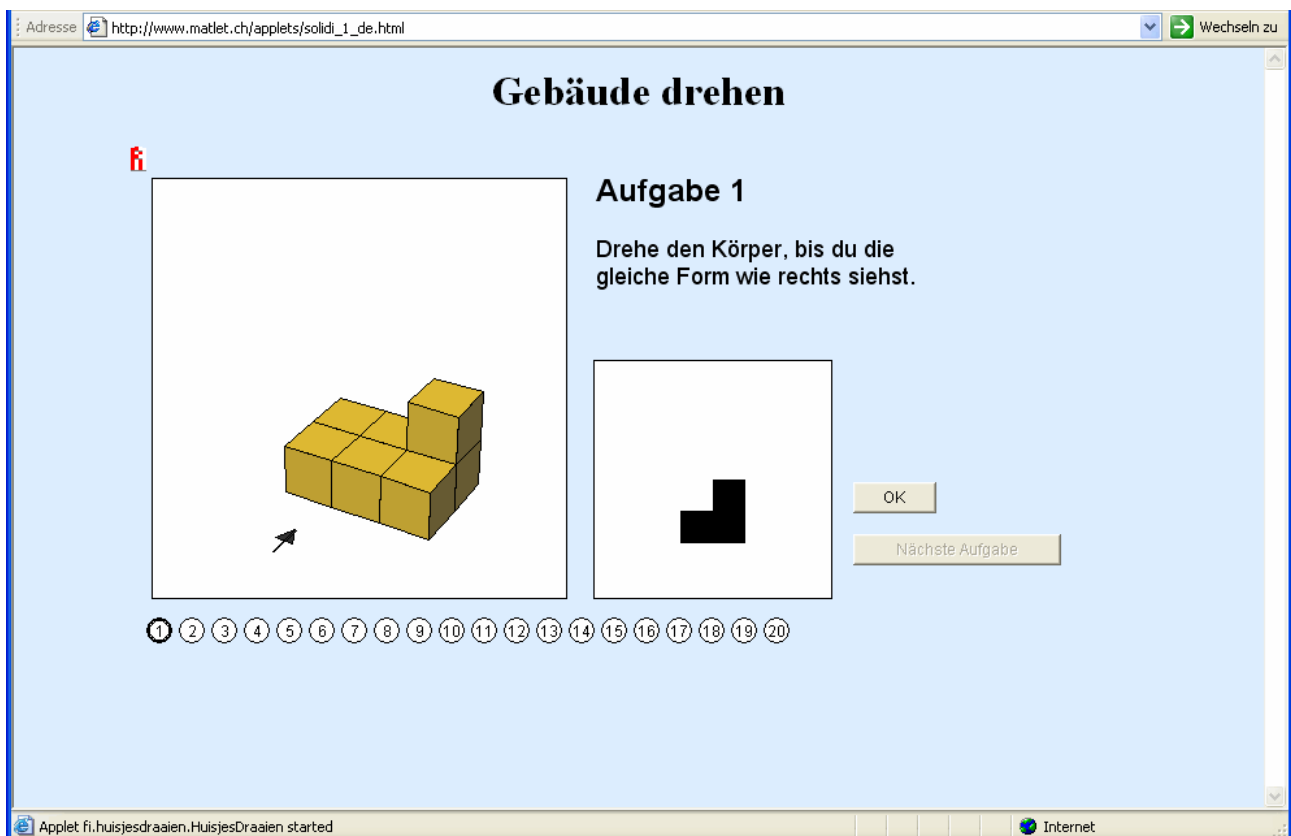 Adresse http://www.matlet.ch/applets/solidi_1_de.html Wechseln zu
Gebäude drehen
fi
Aufgabe 1
Drehe den Körper, bis du die
gleiche Form wie rechts siehst.
OK
Nächste Aufgabe
1 2 3 4 5 6 7 8 9 10 11 12 13 14 15 16 17 18 19 20
Applet fi.huisjesdraaien.HuisjesDraaien started Internet